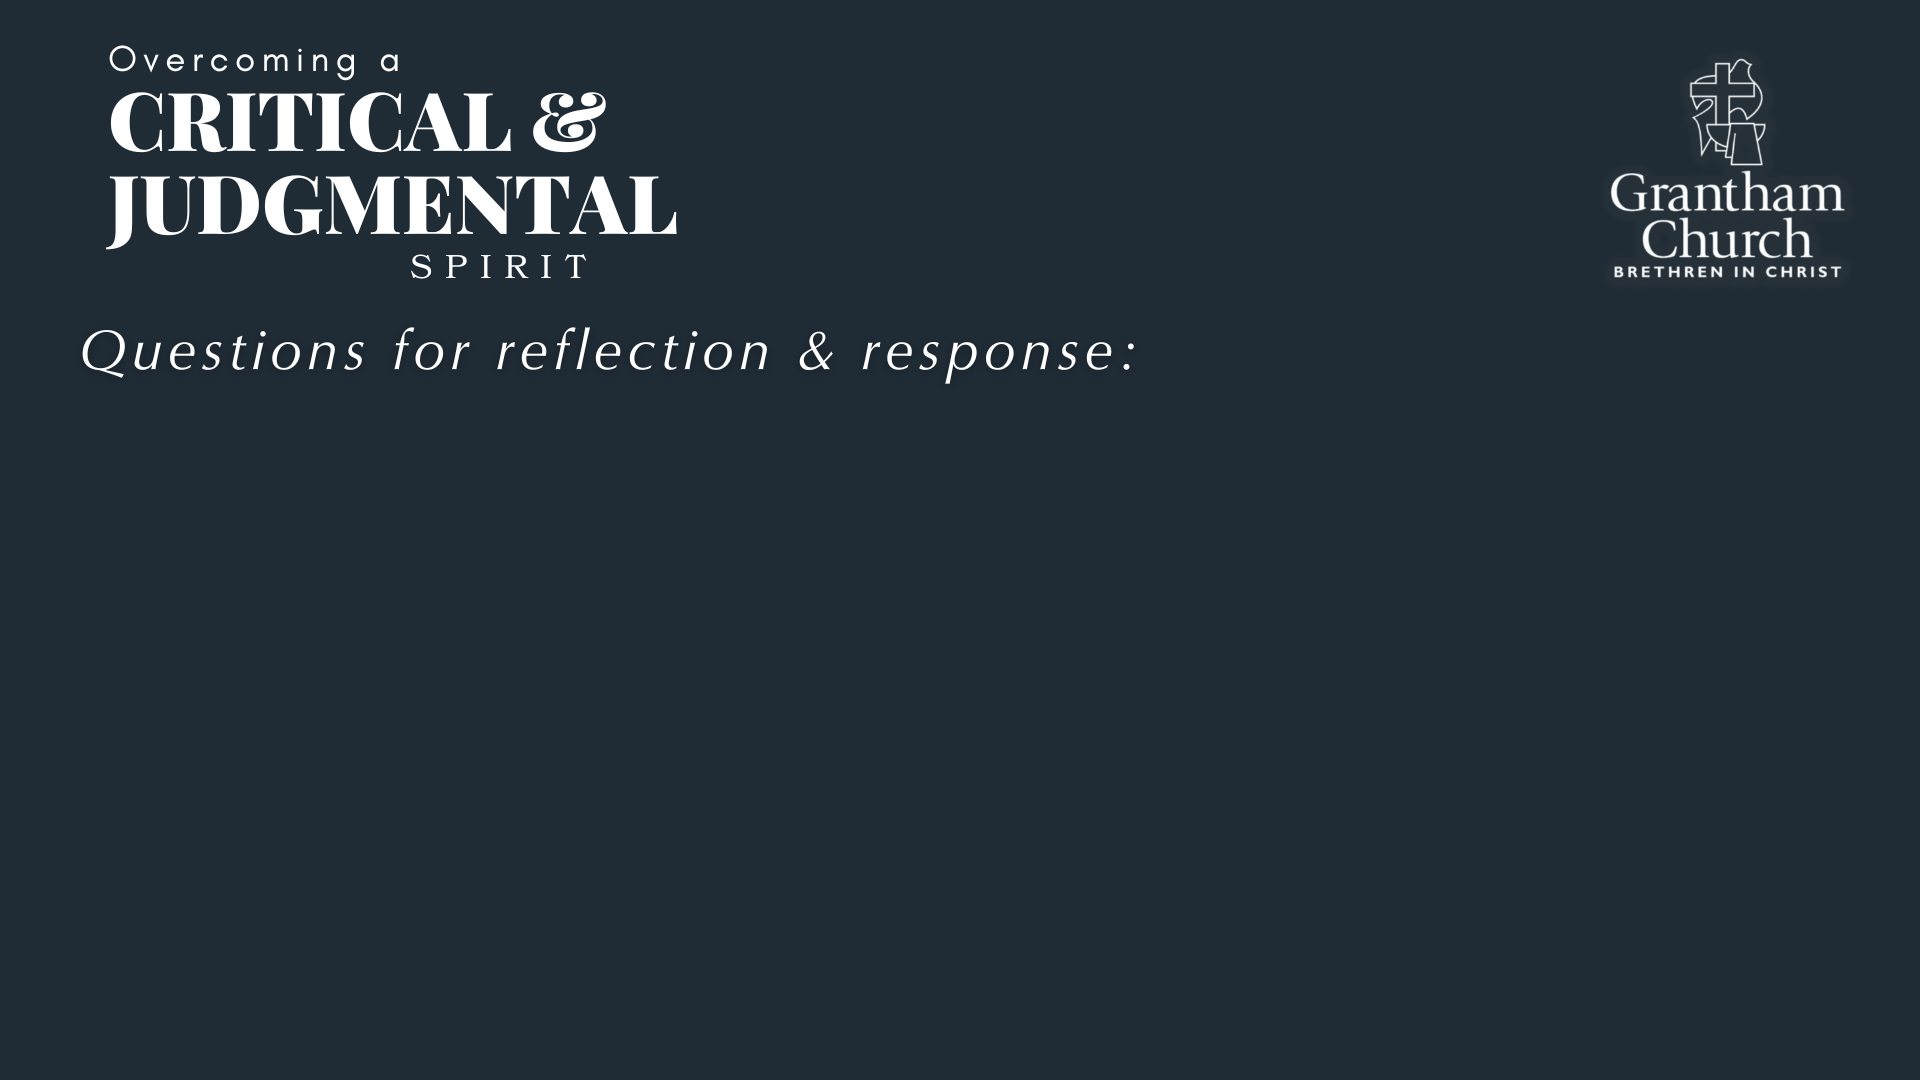 Overcoming a
CRITICAL &
JUDGMENTAL
SPIRIT
Grantham
Church
BRETHREN IN CHRIST
Questions for reflection & response: